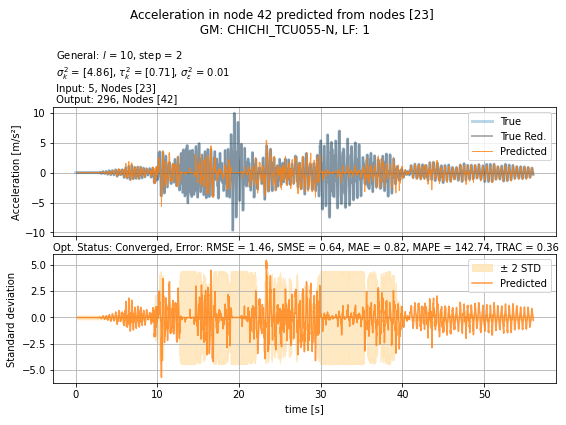 Acceleration in node 42 predicted from nodes [23]
GM: CHICHI_TCU055-N, LF: 1
General: l = 10, step = 2
σ²ₖ = [4.86], τ²ₖ = [0.71], σ²_ε = 0.01
Input: 5, Nodes [23]
Output: 296, Nodes [42]
Acceleration [m/s²]
10
5
0
−5
−10
True
True Red.
Predicted
Opt. Status: Converged, Error: RMSE = 1.46, SMSE = 0.64, MAE = 0.82, MAPE = 142.74, TRAC = 0.36
Standard deviation
5.0
2.5
0.0
−2.5
−5.0
± 2 STD
Predicted
0 10 20 30 40 50
time [s]